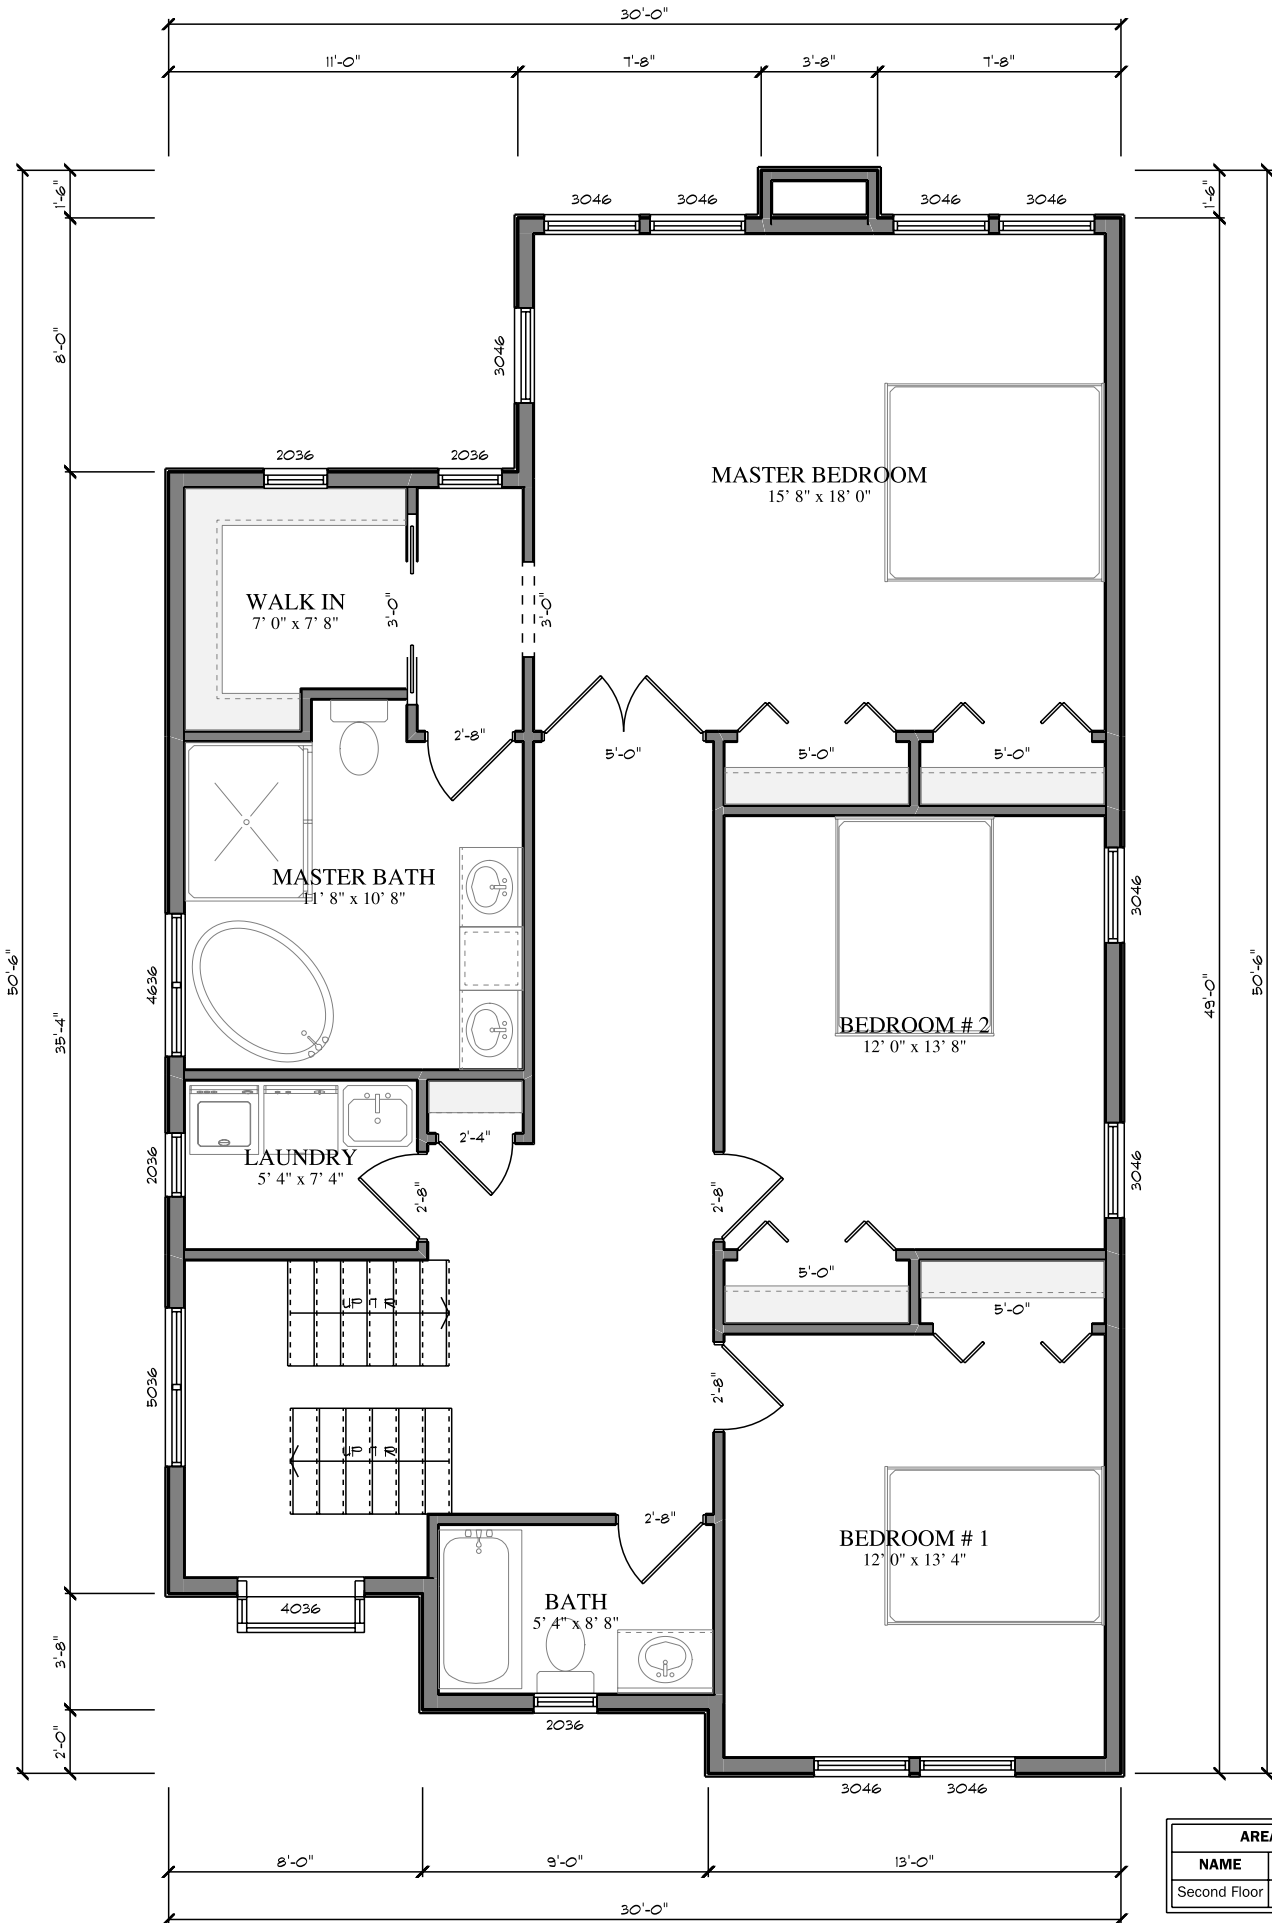 30'-0"
11'-0" 7'-8" 3'-8" 7'-8"
1'-6" 1'-6"
3046 3046 3046 3046
8'-0"
3046
2036 2036
MASTER BEDROOM
15' 8" x 18' 0"
WALK IN
7' 0" x 7' 8"
3'-0" 3'-0"
2'-8" 5'-0" 5'-0" 5'-0"
MASTER BATH
11' 8" x 10' 8"
3046
50'-6" 35'-4" 4636 49'-0" 50'-6"
BEDROOM # 2
12' 0" x 13' 8"
2'-4"
2036 3046
LAUNDRY
5' 4" x 7' 4"
2'-8" 2'-8"
5'-0"
5'-0"
5036
2'-8"
2'-8"
BEDROOM # 1
12' 0" x 13' 4"
BATH
5' 4" x 8' 8"
4036
3'-8"
2036
2'-0"
3046 3046
8'-0" 9'-0" 13'-0"
30'-0"
NAME
Second Floor